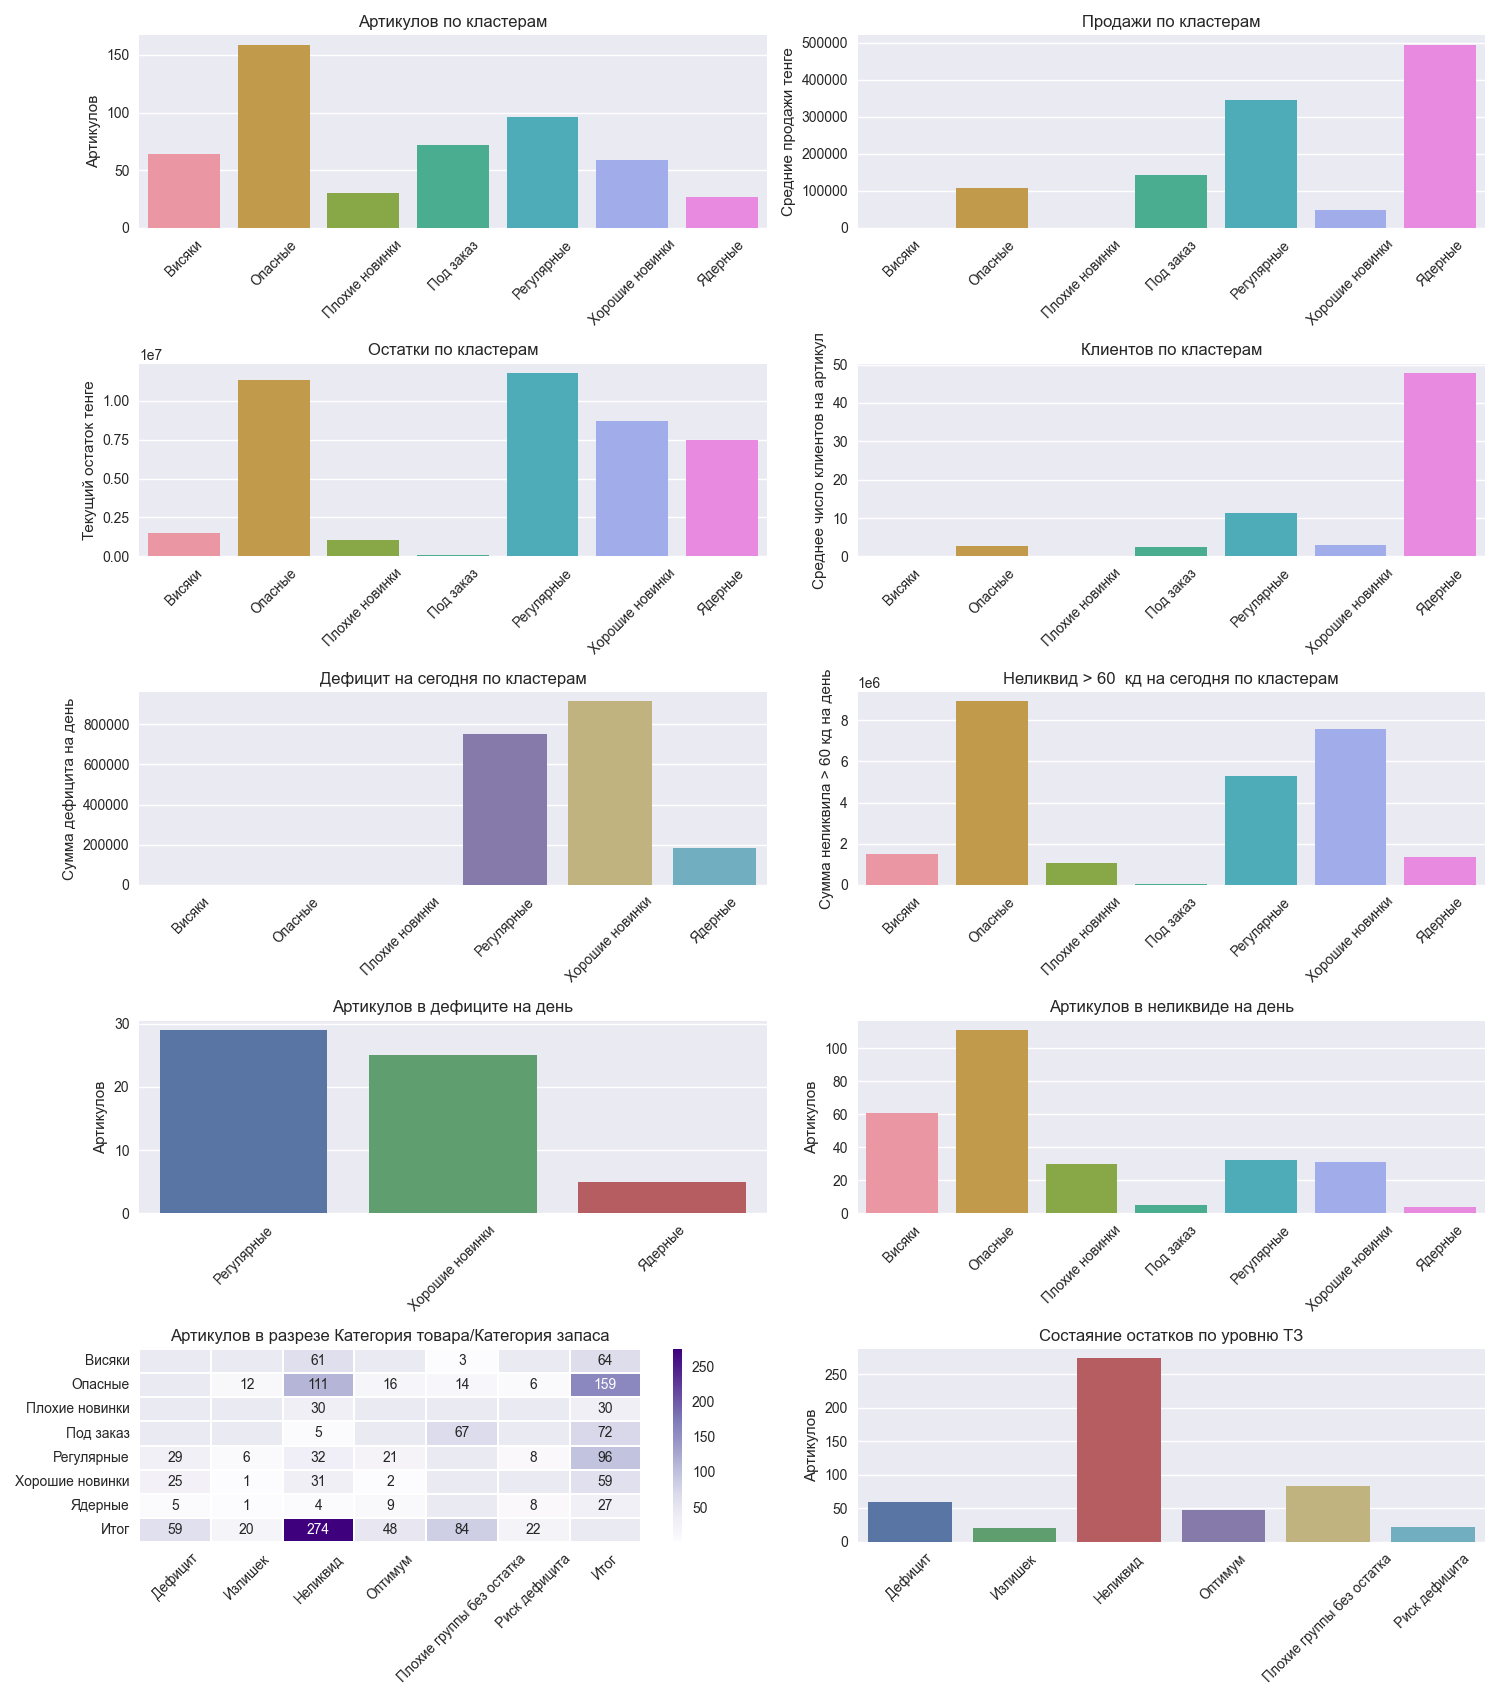 Артикулов по кластерам
Артикулов
150
100
50
0
Висяки
Опасные
Плохие новинки
Под заказ
Регулярные
Хорошие новинки
Ядерные
Продажи по кластерам
Средние продажи тенге
500000
400000
300000
200000
100000
0
Висяки
Опасные
Плохие новинки
Под заказ
Регулярные
Хорошие новинки
Ядерные
Остатки по кластерам
1e7
Текущий остаток тенге
1.00
0.75
0.50
0.25
0.00
Висяки
Опасные
Плохие новинки
Под заказ
Регулярные
Хорошие новинки
Ядерные
Клиентов по кластерам
Среднее число клиентов на артикул
50
40
30
20
10
0
Висяки
Опасные
Плохие новинки
Под заказ
Регулярные
Хорошие новинки
Ядерные
Дефицит на сегодня по кластерам
Сумма дефицита на день
800000
600000
400000
200000
0
Висяки
Опасные
Плохие новинки
Регулярные
Хорошие новинки
Ядерные
Неликвид > 60 кд на сегодня по кластерам
1e6
Сумма неликвила > 60 кд на день
8
6
4
2
0
Висяки
Опасные
Плохие новинки
Под заказ
Регулярные
Хорошие новинки
Ядерные
Артикулов в дефиците на день
Артикулов
30
20
10
0
Регулярные
Хорошие новинки
Ядерные
Артикулов в неликвиде на день
Артикулов
100
80
60
40
20
0
Висяки
Опасные
Плохие новинки
Под заказ
Регулярные
Хорошие новинки
Ядерные
Артикулов в разрезе Категория товара/Категория запаса
Висяки 61 3 64
Опасные 12 111 16 14 6 159
Плохие новинки 30 30
Под заказ 5 67 72
Регулярные 29 6 32 21 8 96
Хорошие новинки 25 1 31 2 59
Ядерные 5 1 4 9 8 27
Итог 59 20 274 48 84 22
Дефицит
Излишек
Неликвид
Оптимум
Плохие группы без остатка
Риск дефицита
Итог
250
200
150
100
50
Состаяние остатков по уровню ТЗ
Артикулов
250
200
150
100
50
0
Дефицит
Излишек
Неликвид
Оптимум
Плохие группы без остатка
Риск дефицита